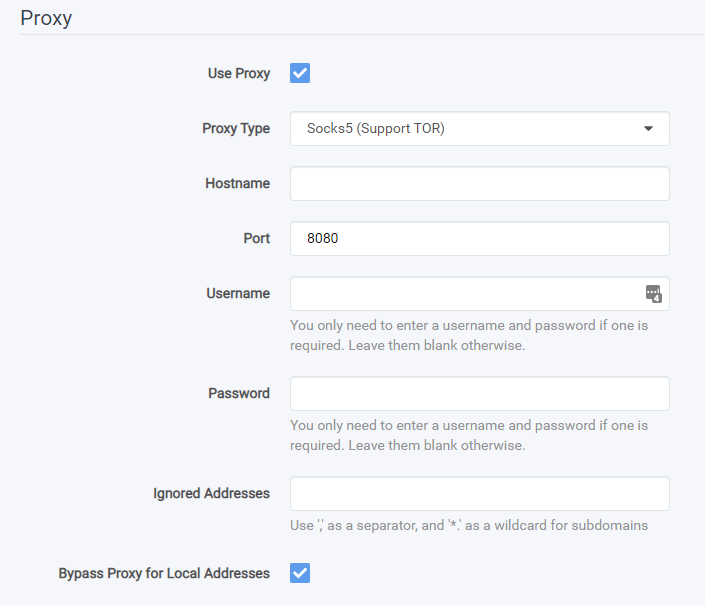 Proxy
Use Proxy
Proxy Type Socks5 (Support TOR)
Hostname
Port 8080
Username 4
You only need to enter a username and password if one is
required. Leave them blank otherwise.
Password
You only need to enter a username and password if one is
required. Leave them blank otherwise.
Ignored Addresses
Use ',' as a separator, and '*.' as a wildcard for subdomains
Bypass Proxy for Local Addresses